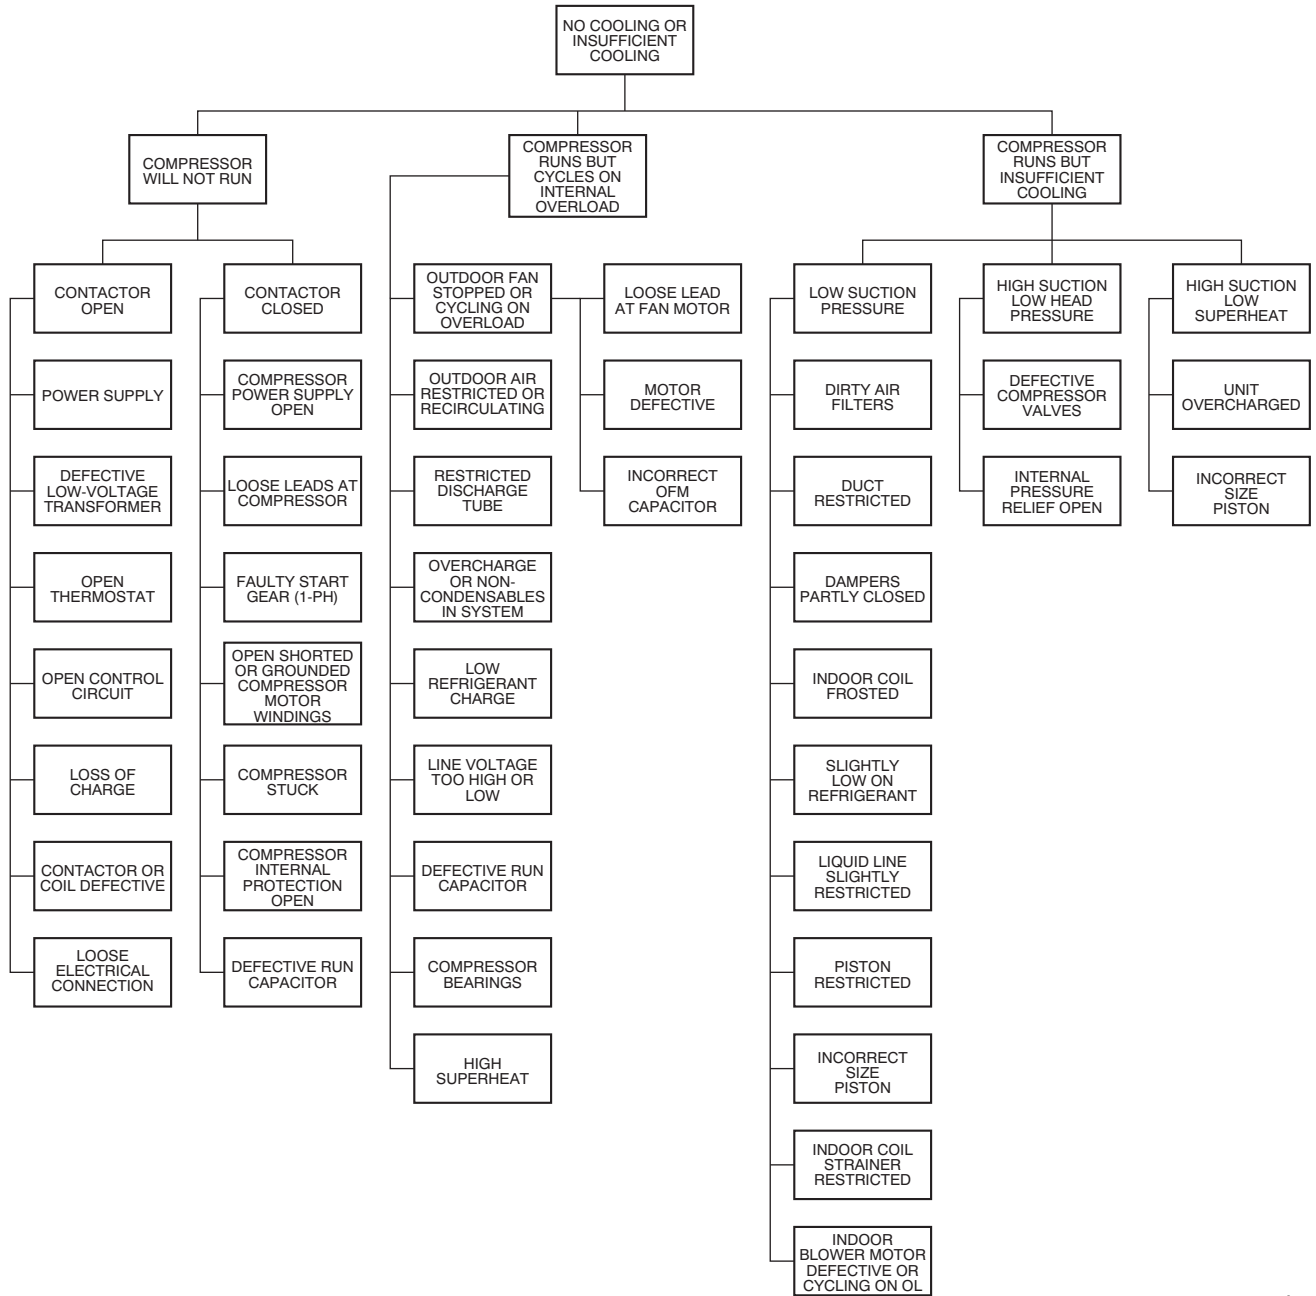 NO COOLING OR
INSUFFICIENT
COOLING
COMPRESSOR
WILL NOT RUN
COMPRESSOR
RUNS BUT
CYCLES ON
INTERNAL
OVERLOAD
COMPRESSOR
RUNS BUT
INSUFFICIENT
COOLING
CONTACTOR
OPEN
POWER SUPPLY
DEFECTIVE
LOW-VOLTAGE
TRANSFORMER
OPEN
THERMOSTAT
OPEN CONTROL
CIRCUIT
LOSS OF
CHARGE
CONTACTOR OR
COIL DEFECTIVE
LOOSE
ELECTRICAL
CONNECTION
CONTACTOR
CLOSED
COMPRESSOR
POWER SUPPLY
OPEN
LOOSE LEADS AT
COMPRESSOR
FAULTY START
GEAR (1-PH)
OPEN SHORTED
OR GROUNDED
COMPRESSOR
MOTOR
WINDINGS
COMPRESSOR
STUCK
COMPRESSOR
INTERNAL
PROTECTION
OPEN
DEFECTIVE RUN
CAPACITOR
OUTDOOR FAN
STOPPED OR
CYCLING ON
OVERLOAD
OUTDOOR AIR
RESTRICTED OR
RECIRCULATING
RESTRICTED
DISCHARGE
TUBE
OVERCHARGE
OR NON-
CONDENSABLES
IN SYSTEM
LOW
REFRIGERANT
CHARGE
LINE VOLTAGE
TOO HIGH OR
LOW
DEFECTIVE RUN
CAPACITOR
COMPRESSOR
BEARINGS
HIGH
SUPERHEAT
LOOSE LEAD
AT FAN MOTOR
MOTOR
DEFECTIVE
INCORRECT
OFM
CAPACITOR
LOW SUCTION
PRESSURE
DIRTY AIR
FILTERS
DUCT
RESTRICTED
DAMPERS
PARTLY CLOSED
INDOOR COIL
FROSTED
SLIGHTLY
LOW ON
REFRIGERANT
LIQUID LINE
SLIGHTLY
RESTRICTED
PISTON
RESTRICTED
INCORRECT
SIZE
PISTON
INDOOR COIL
STRAINER
RESTRICTED
INDOOR
BLOWER MOTOR
DEFECTIVE OR
CYCLING ON OL
HIGH SUCTION
LOW HEAD
PRESSURE
DEFECTIVE
COMPRESSOR
VALVES
INTERNAL
PRESSURE
RELIEF OPEN
HIGH SUCTION
LOW
SUPERHEAT
UNIT
OVERCHARGED
INCORRECT
SIZE
PISTON